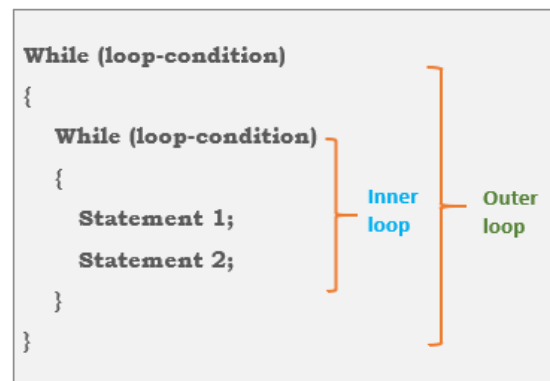 While (loop-condition)
{
While (loop-condition)
{
Statement 1;
Statement 2;
}
}
Inner
loop
Outer
loop